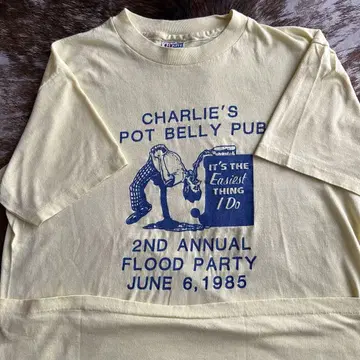 CHARLIE'S
POT BELLY PUB
IT'S THE
Easiest
THING
I Do
2ND ANNUAL
FLOOD PARTY
JUNE 6, 1985